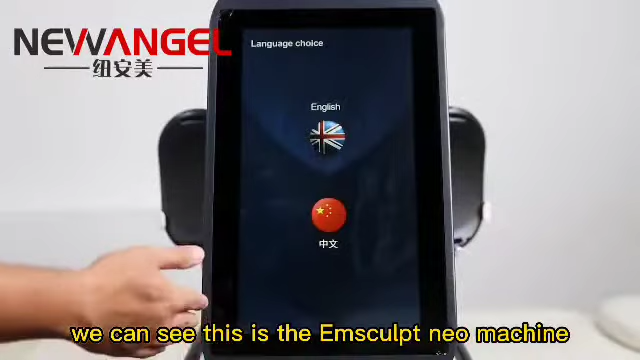 NEWANGEL
纽安美
Language choice
English
中文
we can see this is the Emsculpt neo machine